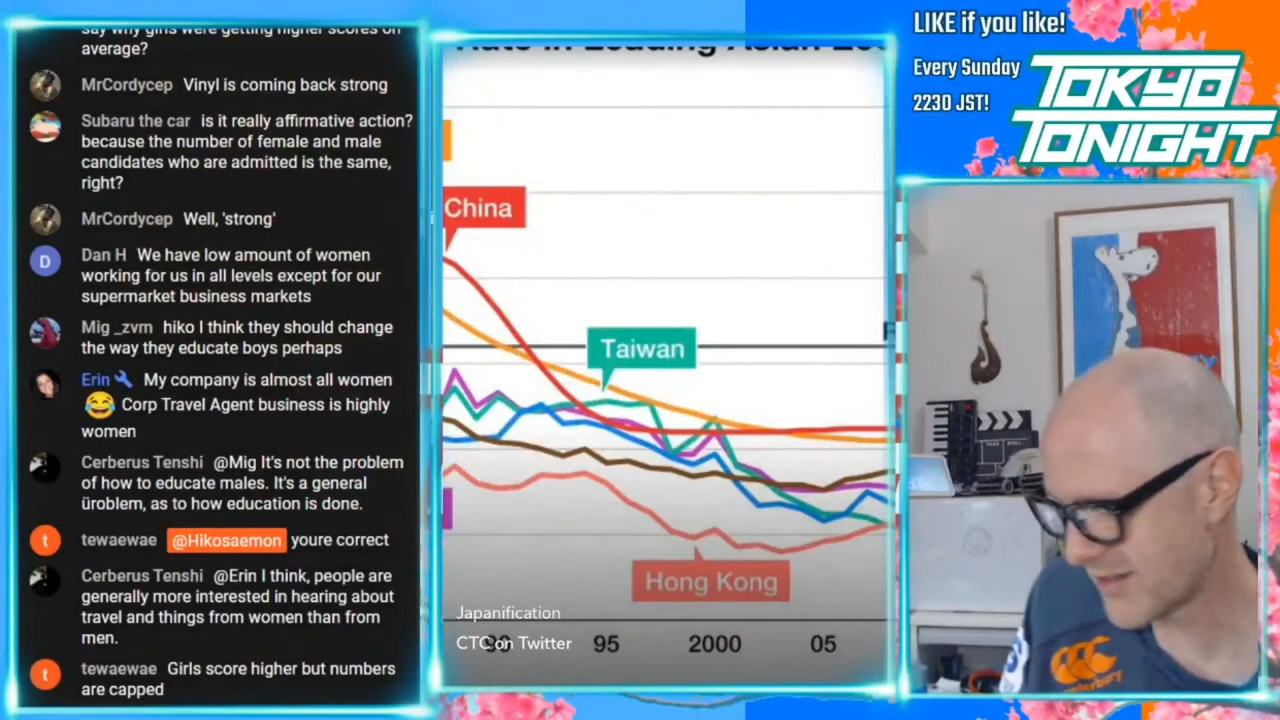 say why girls were getting higher scores on
average?
MrCordycep Vinyl is coming back strong
Subaru the car is it really affirmative action?
because the number of female and male
candidates who are admitted is the same,
right?
MrCordycep Well, 'strong'
D
Dan H We have low amount of women
working for us in all levels except for our
supermarket business markets
Mig _zvm hiko I think they should change
the way they educate boys perhaps
Erin My company is almost all women
Corp Travel Agent business is highly
women
Cerberus Tenshi @Mig It's not the problem
of how to educate males. It's a general
üroblem, as to how education is done.
t
tewaewae @Hikosaemon youre correct
Cerberus Tenshi @Erin I think, people are
generally more interested in hearing about
travel and things from women than from
men.
t
tewaewae Girls score higher but numbers
are capped
Rate in Leading Asian
China
Taiwan
Hong Kong
Japanification
CTC on Twitter
90 95 2000 05
LIKE if you like!
Every Sunday
2230 JST!
TOKYO
TONIGHT
canterbury